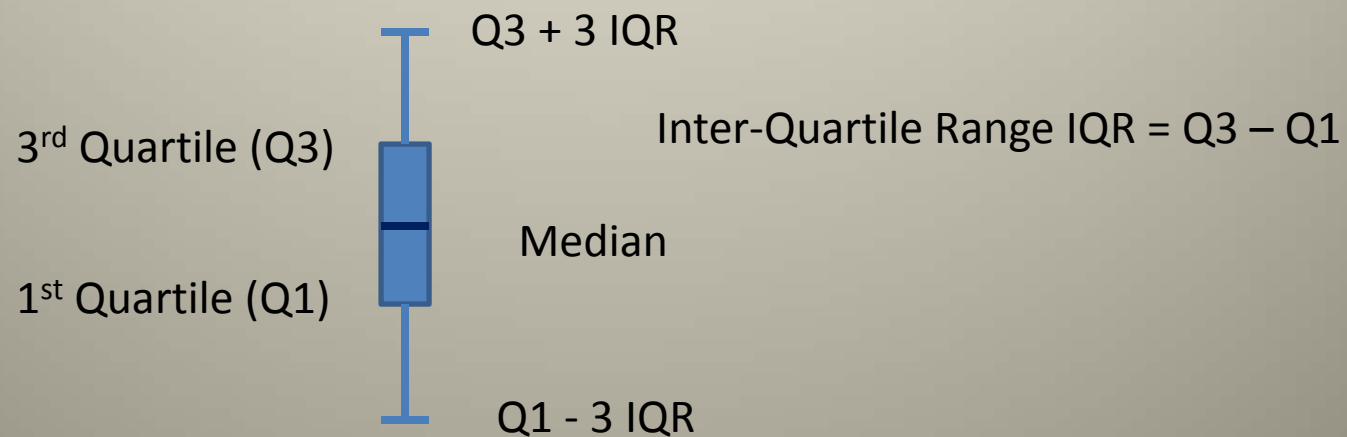 Q3 + 3 IQR
Inter-Quartile Range IQR = Q3 – Q1
3rd Quartile (Q3)
Median
1st Quartile (Q1)
Q1 - 3 IQR